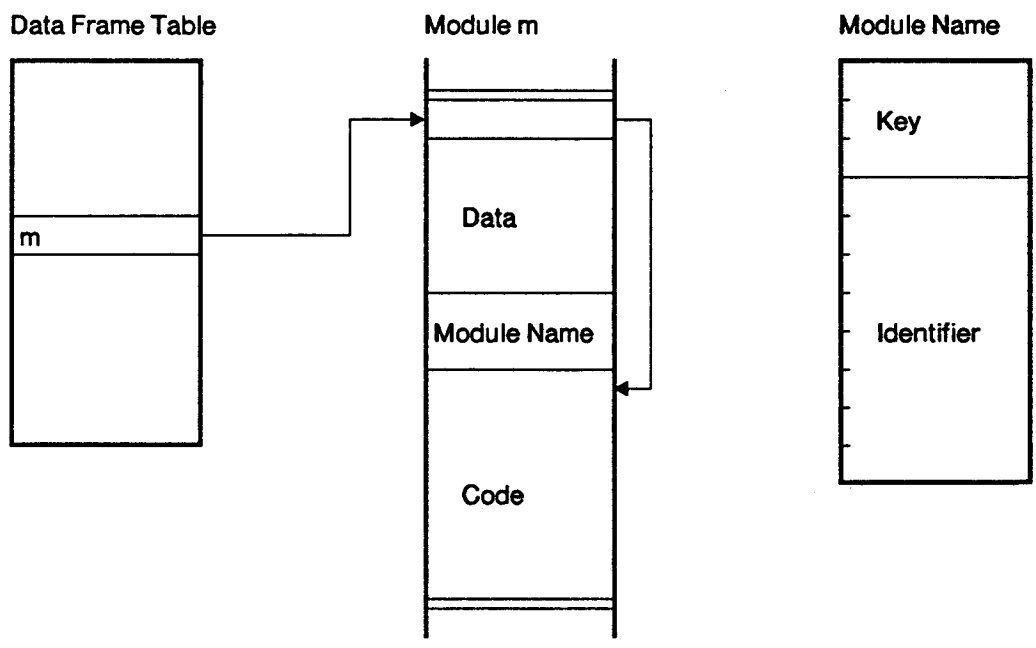 Data Frame Table
Module m
Module Name
Key
Data
m
Module Name
Identifier
Code